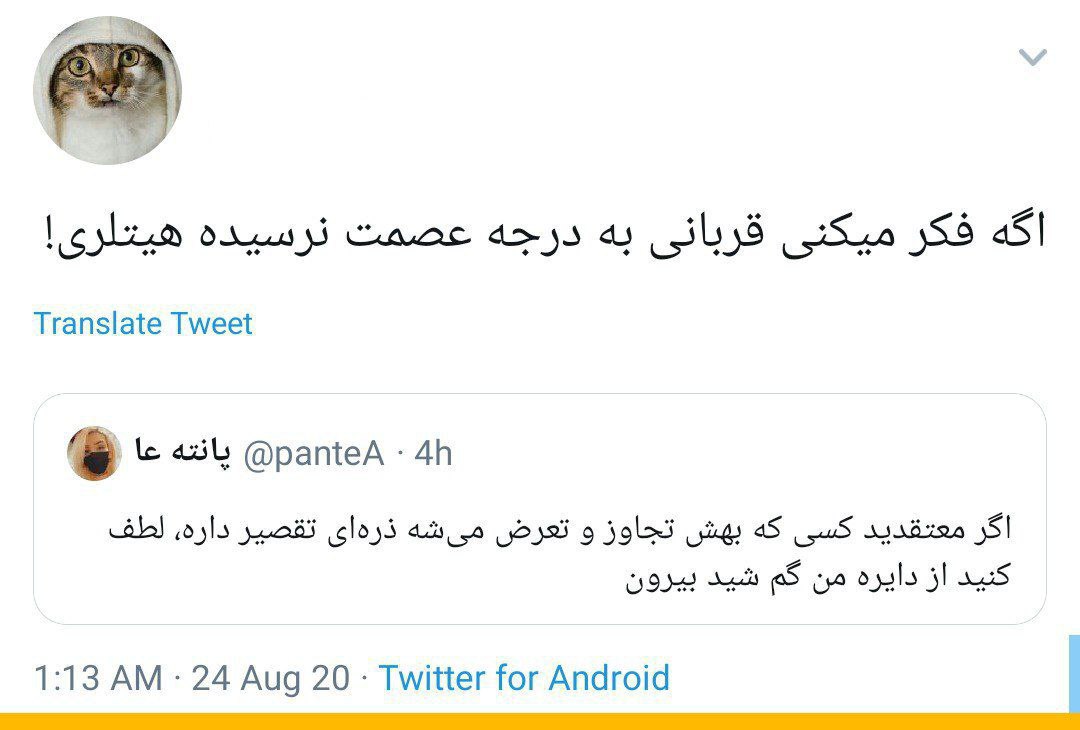 اگه فکر میکنی قربانی به درجه عصمت نرسیده هیتلری!
Translate Tweet
پانته عا @panteA · 4h
اگر معتقدید کسی که بهش تجاوز و تعرض می‌شه ذره‌ای تقصیر داره، لطف
کنید از دایره من گم شید بیرون
1:13 AM · 24 Aug 20 · Twitter for Android